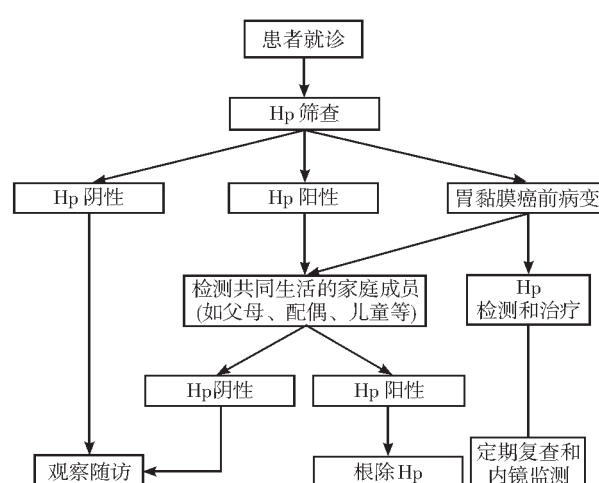 患者就诊
Hp 筛查
Hp 阴性
Hp 阳性
胃黏膜癌前病变
检测共同生活的家庭成员
(如父母、配偶、儿童等)
Hp
检测和治疗
Hp阴性
Hp 阳性
观察随访
根除Hp
定期复查和
内镜监测